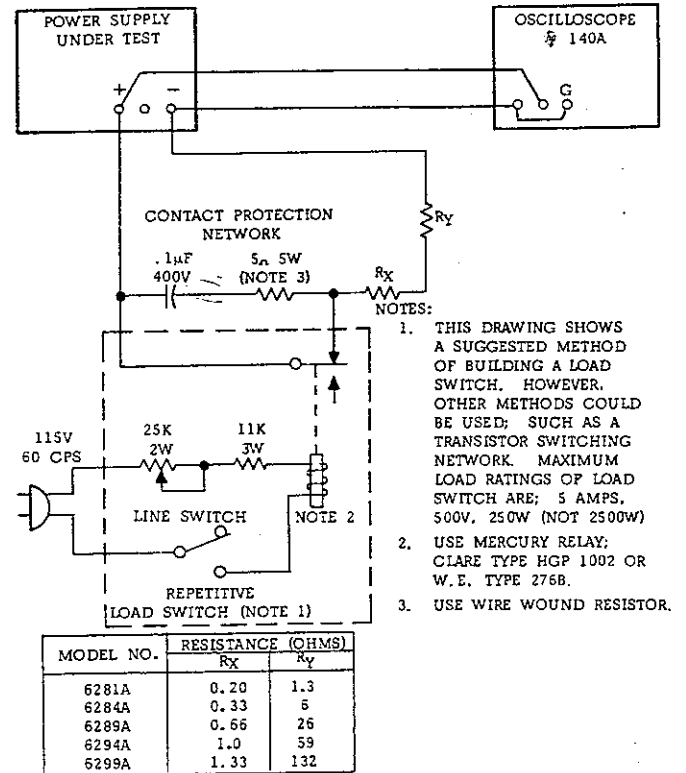 POWER SUPPLY
UNDER TEST
+ −
OSCILLOSCOPE
hp 140A
G
RY
CONTACT PROTECTION
NETWORK
.1μF
400V
5Ω 5W
(NOTE 3)
RX
115V
60 CPS
25K
2W
11K
3W
LINE SWITCH
NOTE 2
REPETITIVE
LOAD SWITCH (NOTE 1)
NOTES:
1. THIS DRAWING SHOWS
A SUGGESTED METHOD
OF BUILDING A LOAD
SWITCH. HOWEVER,
OTHER METHODS COULD
BE USED; SUCH AS A
TRANSISTOR SWITCHING
NETWORK. MAXIMUM
LOAD RATINGS OF LOAD
SWITCH ARE; 5 AMPS,
500V, 250W (NOT 2500W)
2. USE MERCURY RELAY;
CLARE TYPE HGP 1002 OR
W.E. TYPE 276B.
3. USE WIRE WOUND RESISTOR.
MODEL NO. RESISTANCE (OHMS)
RX RY
6281A 0.20 1.3
6284A 0.33 6
6289A 0.66 26
6294A 1.0 59
6299A 1.33 132